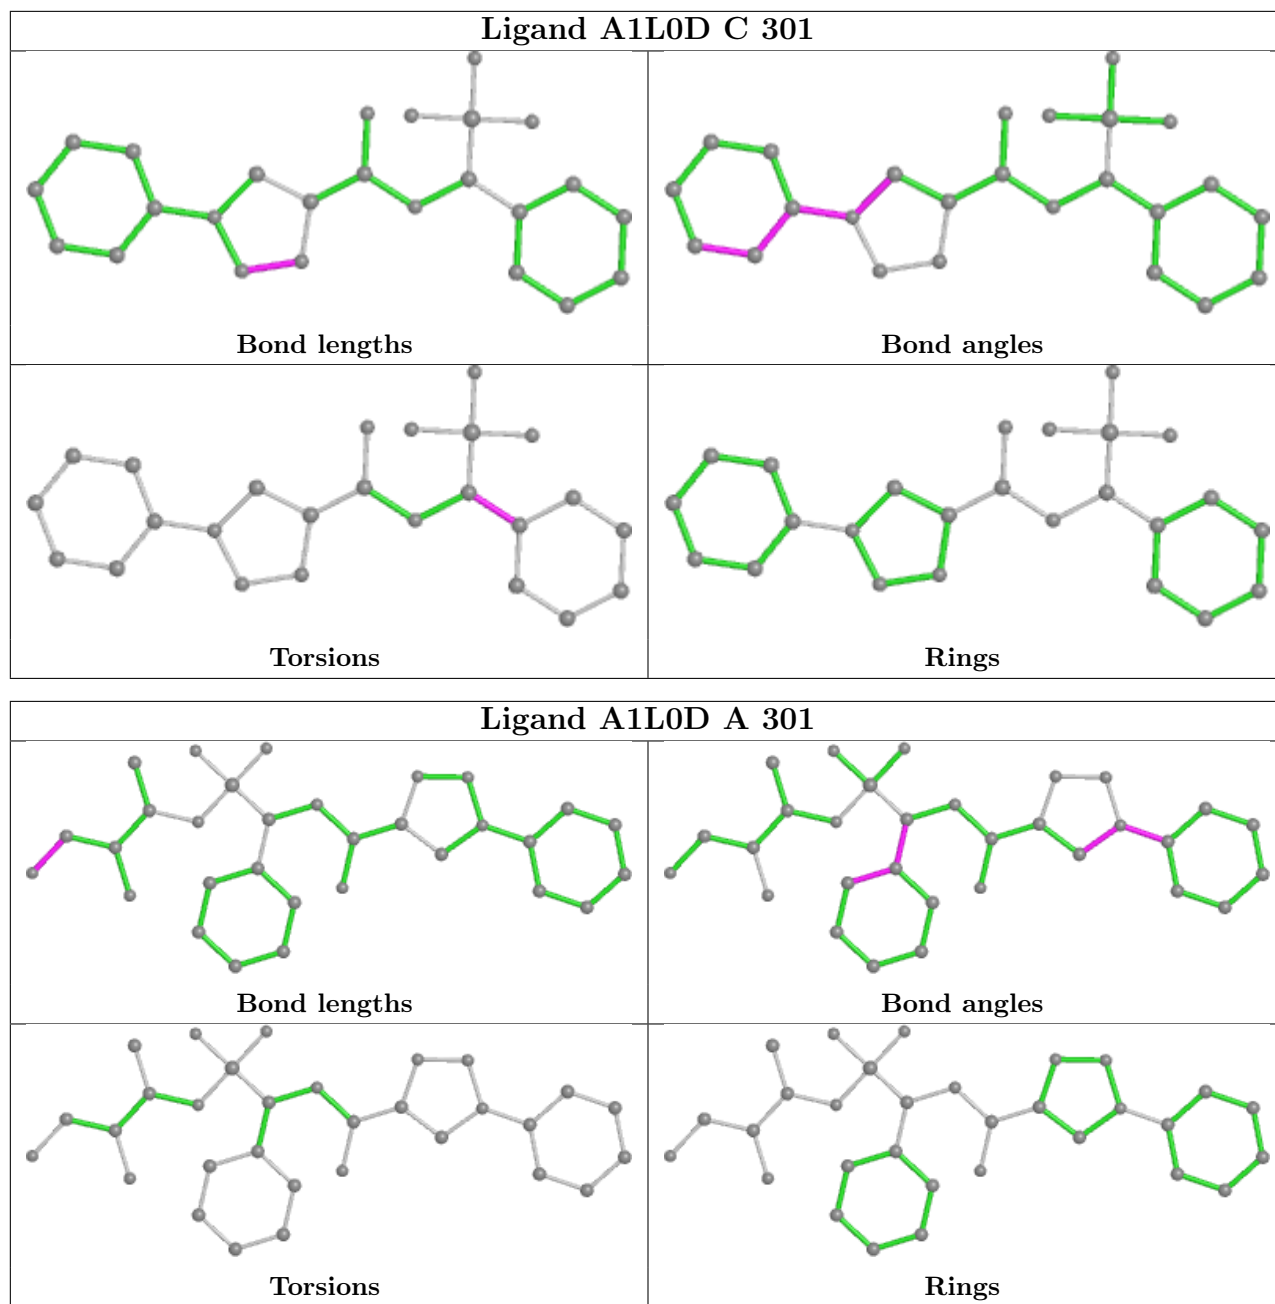 Ligand A1L0D C 301
Bond lengths
Bond angles
Torsions
Rings
Ligand A1L0D A 301
Bond lengths
Bond angles
Torsions
Rings